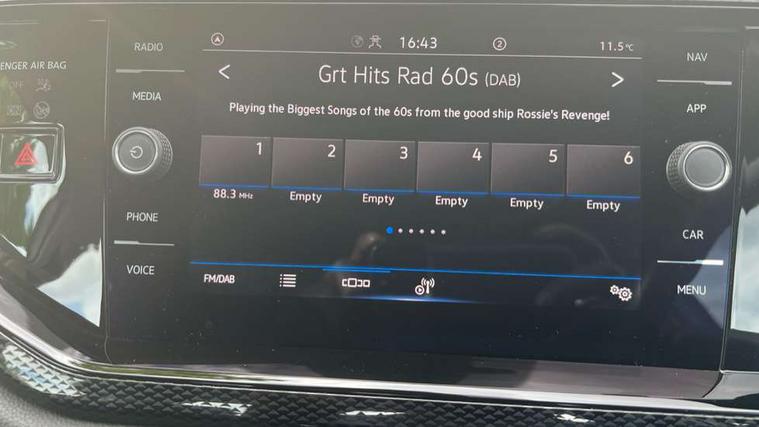 RADIO
MEDIA
PHONE
VOICE
ENGER AIR BAG
OFF
16:43
2
11.5°C
Grt Hits Rad 60s (DAB)
Playing the Biggest Songs of the 60s from the good ship Rossie's Revenge!
1 2 3 4 5 6
88.3 MHz Empty Empty Empty Empty Empty
FM/DAB
NAV
APP
CAR
MENU